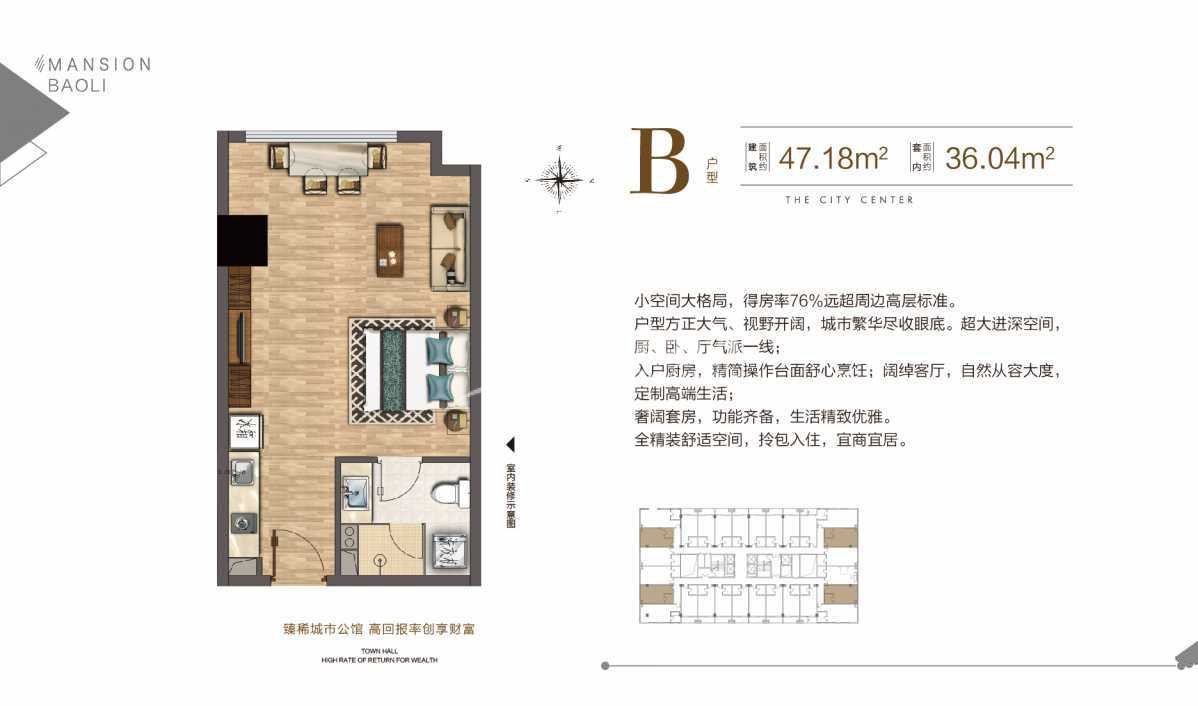 MANSION
BAOLI
B
户型
建筑
面积约
47.18m²
套内
面积约
36.04m²
THE CITY CENTER
小空间大格局，得房率76%远超周边高层标准。
户型方正大气、视野开阔，城市繁华尽收眼底。超大进深空间，
厨、卧、厅气派一线；
入户厨房，精简操作台面舒心烹饪；阔绰客厅，自然从容大度，
定制高端生活；
奢阔套房，功能齐备，生活精致优雅。
全精装舒适空间，拎包入住，宜商宜居。
室内装修示意图
臻稀城市公馆 高回报率创享财富
TOWN HALL
HIGH RATE OF RETURN FOR WEALTH